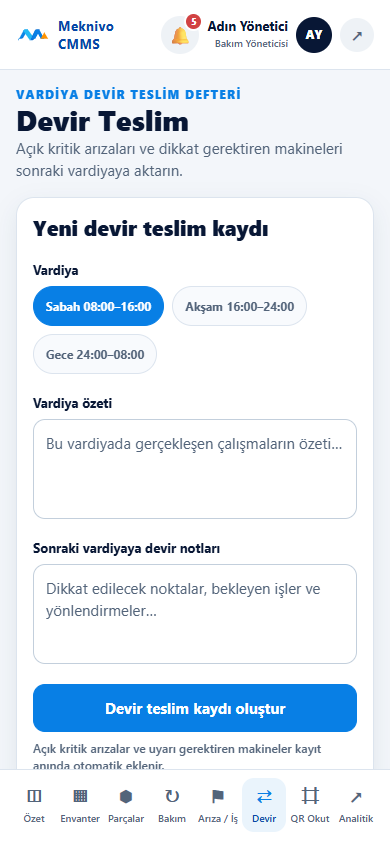 Meknivo
CMMS
5
Adın Yönetici
Bakım Yöneticisi
AY
VARDİYA DEVİR TESLİM DEFTERİ
Devir Teslim
Açık kritik arızaları ve dikkat gerektiren makineleri
sonraki vardiyaya aktarın.
Yeni devir teslim kaydı
Vardiya
Sabah 08:00–16:00
Akşam 16:00–24:00
Gece 24:00–08:00
Vardiya özeti
Bu vardiyada gerçekleşen çalışmaların özeti...
Sonraki vardiyaya devir notları
Dikkat edilecek noktalar, bekleyen işler ve
yönlendirmeler...
Devir teslim kaydı oluştur
Açık kritik arızalar ve uyarı gerektiren makineler kayıt
anında otomatik eklenir.
Özet
Envanter
Parçalar
Bakım
Arıza / İş
Devir
QR Okut
Analitik